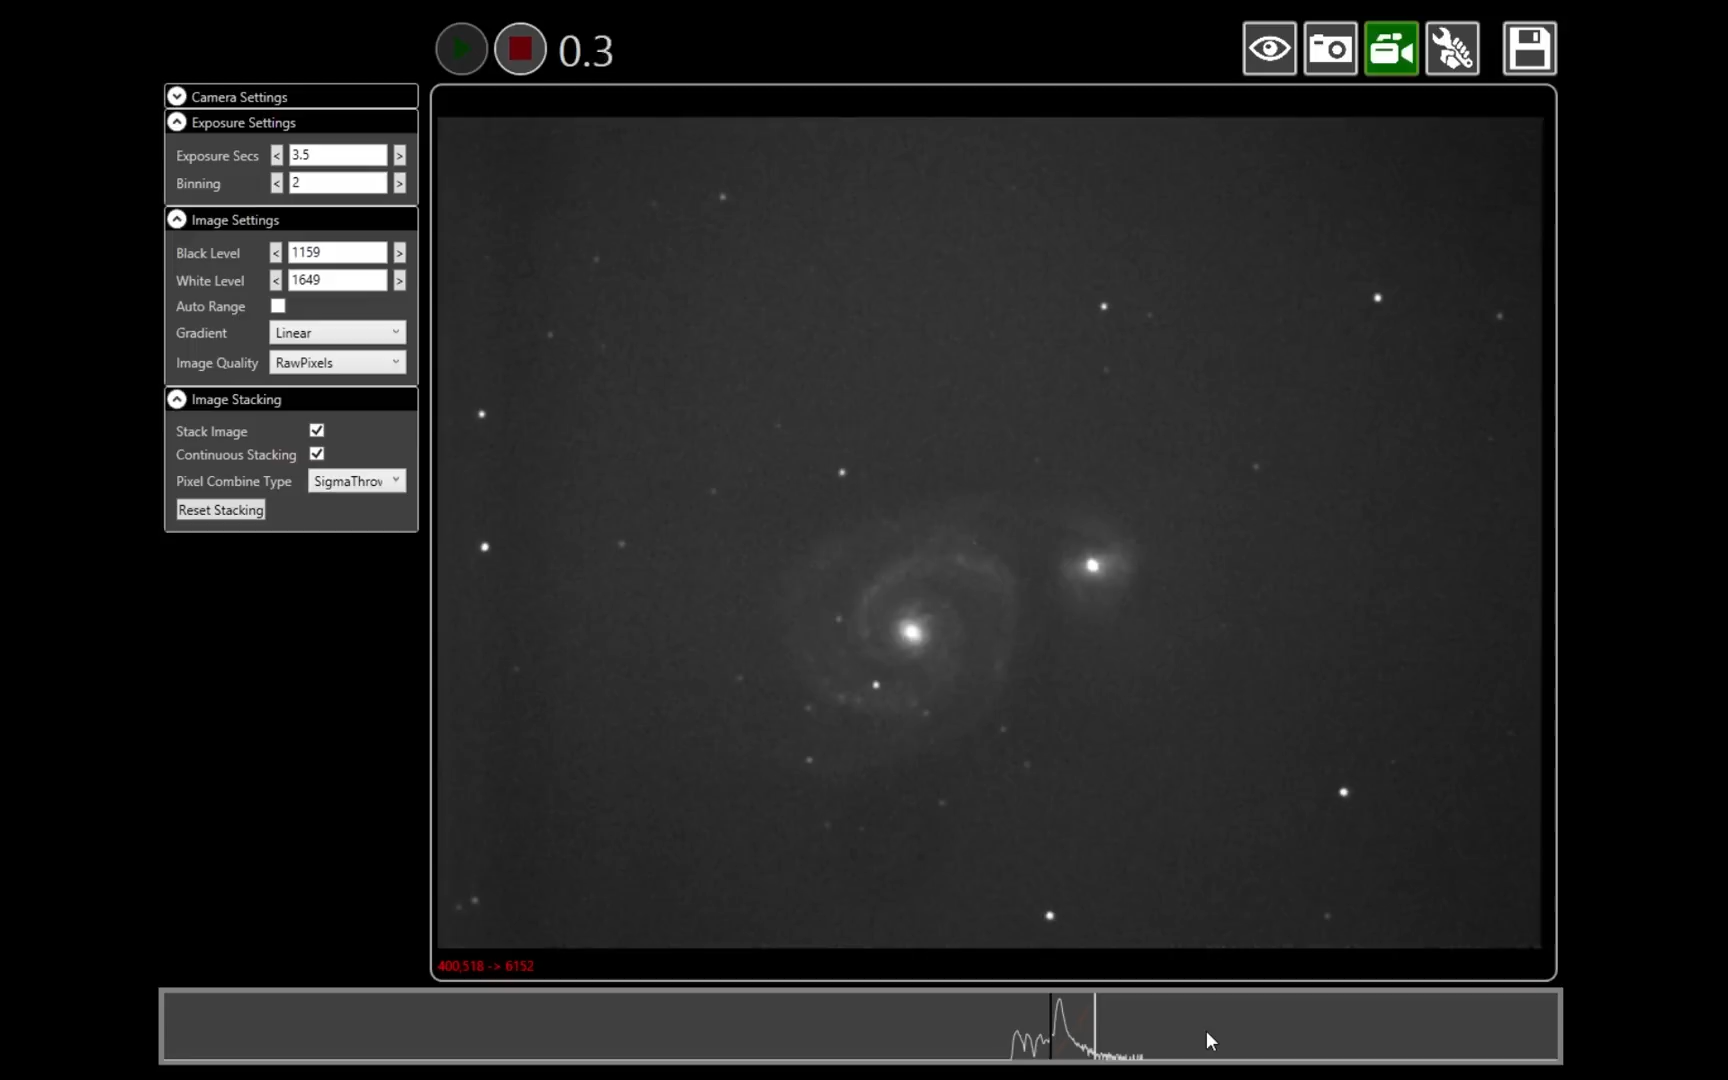 0.3
Camera Settings
Exposure Settings
Exposure Secs < 3.5 >
Binning < 2 >
Image Settings
Black Level < 1159 >
White Level < 1649 >
Auto Range
Gradient Linear
Image Quality RawPixels
Image Stacking
Stack Image
Continuous Stacking
Pixel Combine Type SigmaThrov
Reset Stacking
400,518 -> 6152